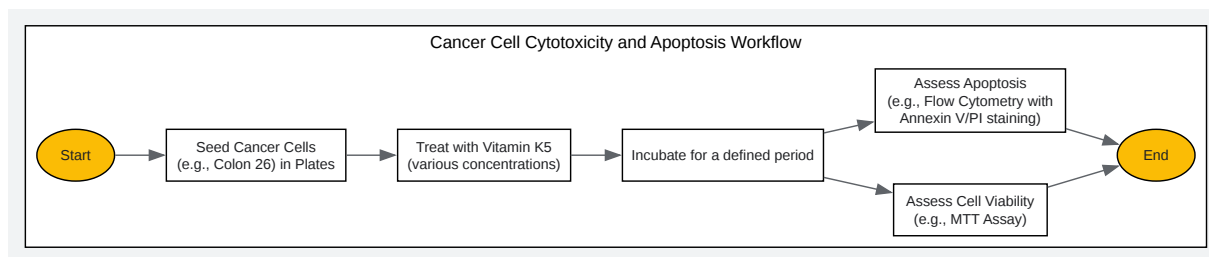 Cancer Cell Cytotoxicity and Apoptosis Workflow
Start
Seed Cancer Cells
(e.g., Colon 26) in Plates
Treat with Vitamin K5
(various concentrations)
Incubate for a defined period
Assess Apoptosis
(e.g., Flow Cytometry with
Annexin V/PI staining)
Assess Cell Viability
(e.g., MTT Assay)
End